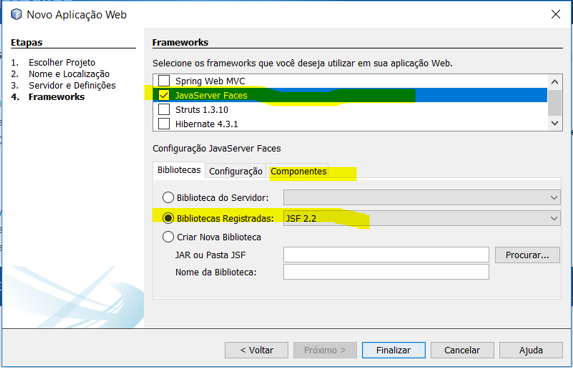 Novo Aplicação Web
Etapas
1. Escolher Projeto
2. Nome e Localização
3. Servidor e Definições
4. Frameworks
Frameworks
Selecione os frameworks que você deseja utilizar em sua aplicação Web.
Spring Web MVC
JavaServer Faces
Struts 1.3.10
Hibernate 4.3.1
Configuração JavaServer Faces
Bibliotecas Configuração Componentes
Biblioteca do Servidor:
Bibliotecas Registradas: JSF 2.2
Criar Nova Biblioteca
JAR ou Pasta JSF Procurar...
Nome da Biblioteca:
< Voltar Próximo > Finalizar Cancelar Ajuda